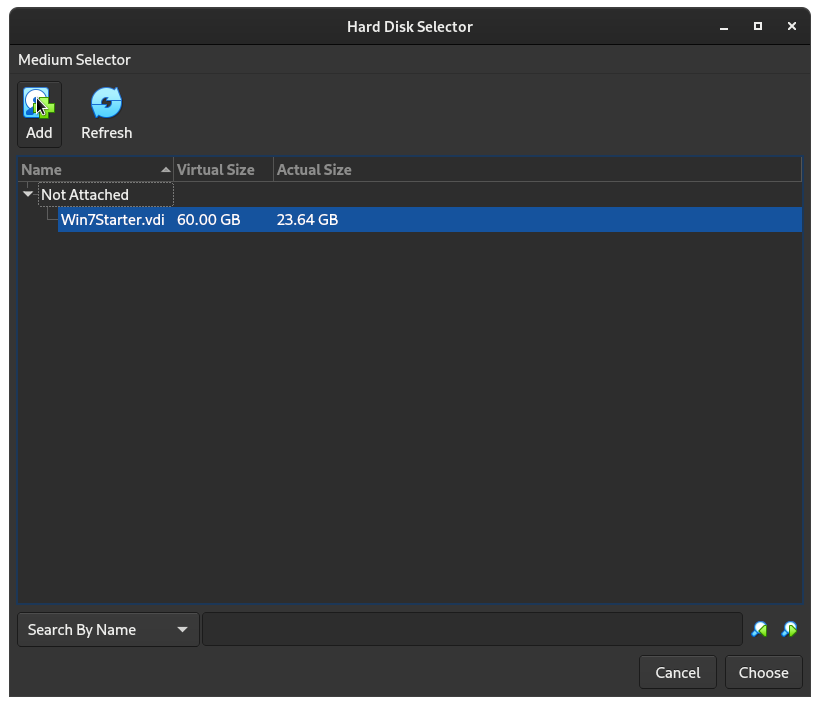 Hard Disk Selector
Medium Selector
Add Refresh
Name Virtual Size Actual Size
Not Attached
Win7Starter.vdi 60.00 GB 23.64 GB
Search By Name
Cancel Choose